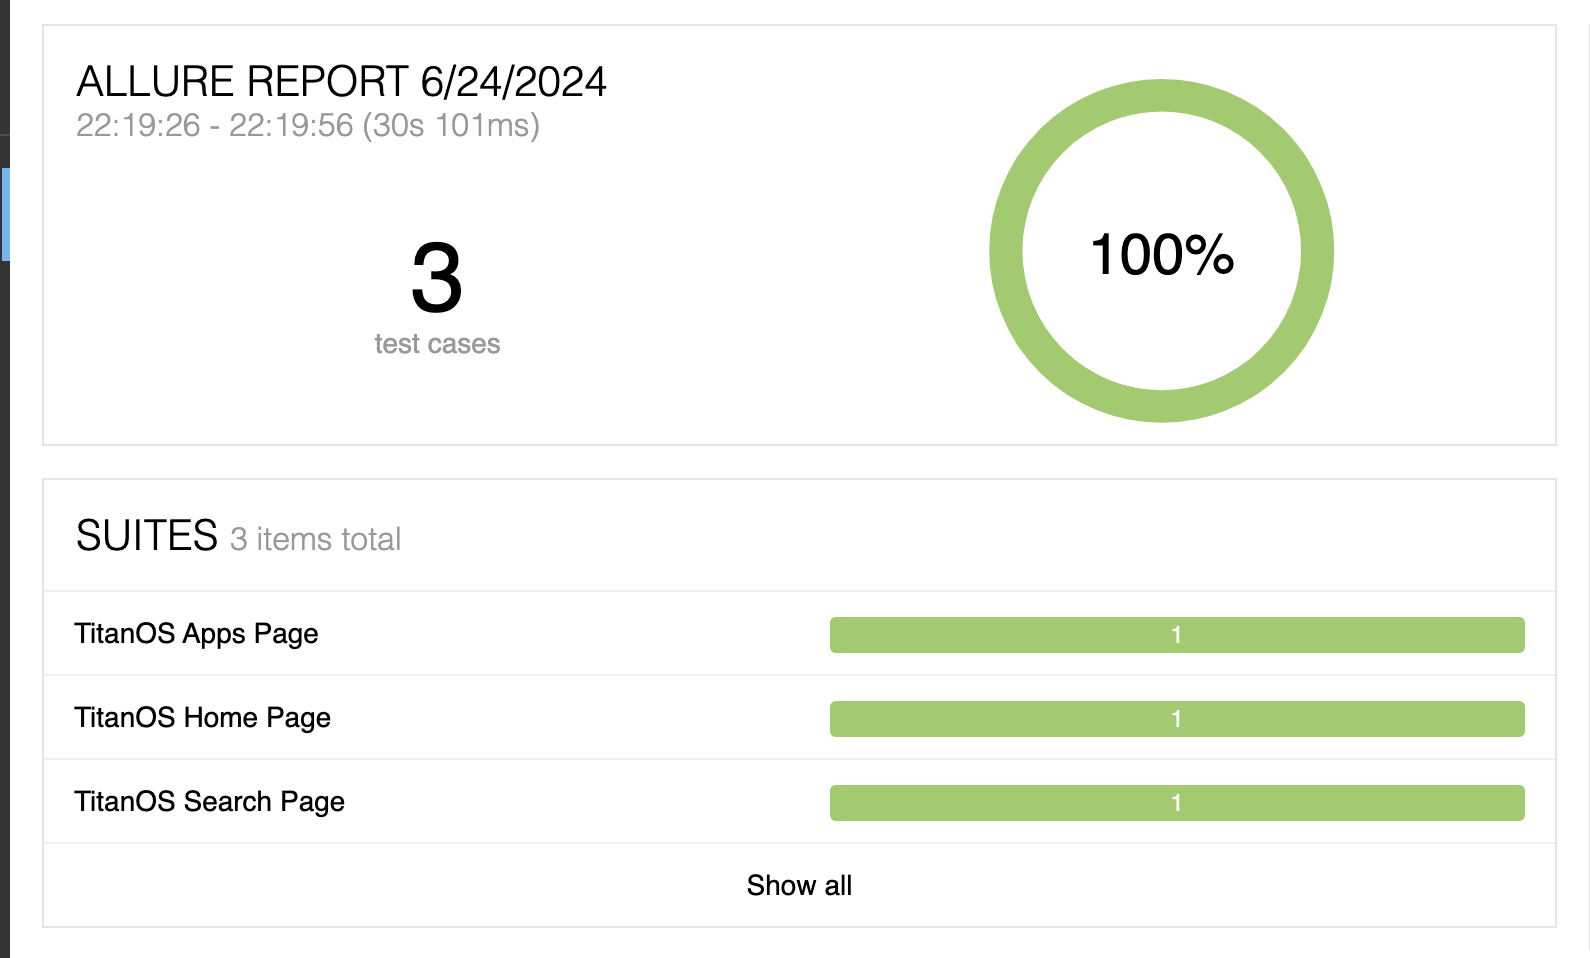 ALLURE REPORT 6/24/2024
22:19:26 - 22:19:56 (30s 101ms)
3
test cases
100%
SUITES 3 items total
TitanOS Apps Page 1
TitanOS Home Page 1
TitanOS Search Page 1
Show all